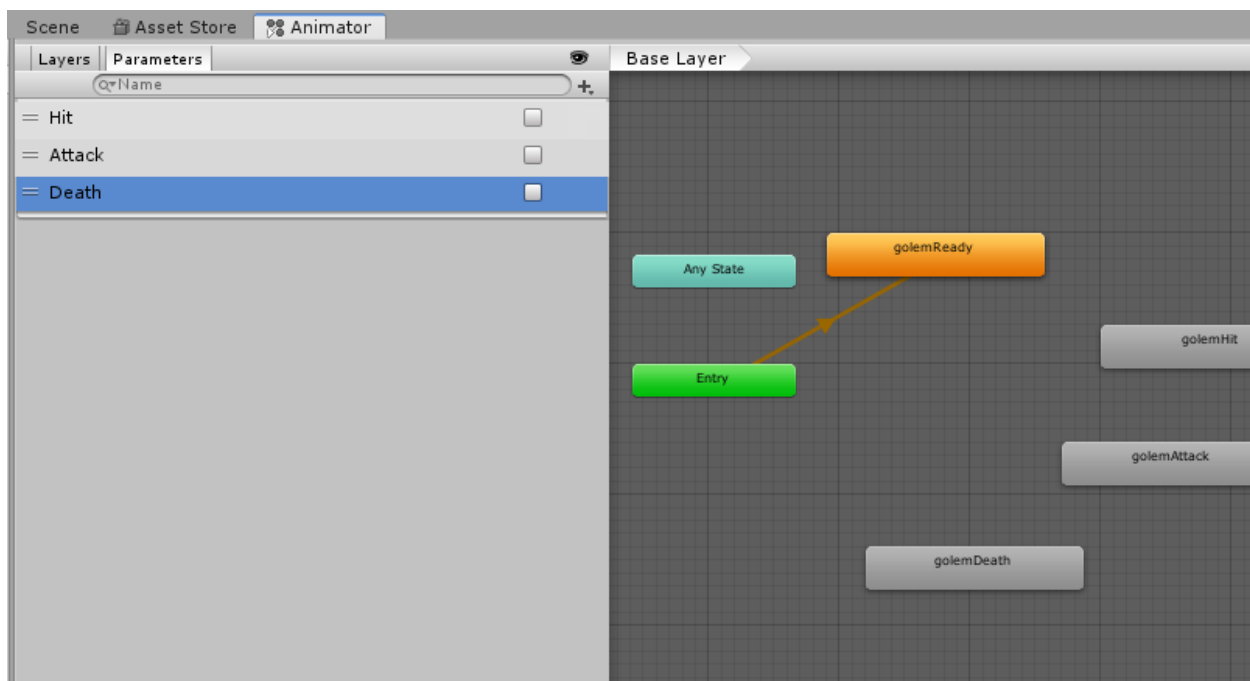 Scene Asset Store Animator
Layers Parameters
Name
Hit
Attack
Death
Base Layer
golemReady
Any State
golemHit
Entry
golemAttack
golemDeath